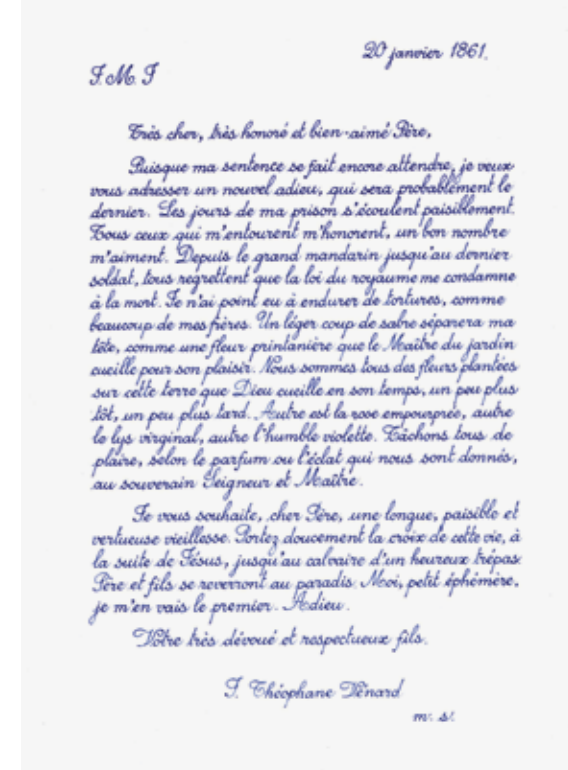 20 janvier 1861.
J. M. J
Très cher, très honoré et bien-aimé Père,
Puisque ma sentence se fait encore attendre, je veux
vous adresser un nouvel adieu, qui sera probablement le
dernier. Les jours de ma prison s'écoulent paisiblement.
Tous ceux qui m'entourent m'honorent, un bon nombre
m'aiment. Depuis le grand mandarin jusqu'au dernier
soldat, tous regrettent que la loi du royaume me condamne
à la mort. Je n'ai point eu à endurer de tortures, comme
beaucoup de mes frères. Un léger coup de sabre séparera ma
tête, comme une fleur printanière que le Maître du jardin
cueille pour son plaisir. Nous sommes tous des fleurs plantées
sur cette terre que Dieu cueille en son temps, un peu plus
tôt, un peu plus tard. Autre est la rose empourprée, autre
le lys virginal, autre l'humble violette. Tâchons tous de
plaire, selon le parfum ou l'éclat qui nous sont donnés,
au souverain Seigneur et Maître.
Je vous souhaite, cher Père, une longue, paisible et
vertueuse vieillesse. Portez doucement la croix de cette vie, à
la suite de Jésus, jusqu'au calvaire d'un heureux trépas.
Père et fils se reverront au paradis. Moi, petit éphémère,
je m'en vais le premier. Adieu.
Votre très dévoué et respectueux fils.
J. Théophane Vénard
m. s.